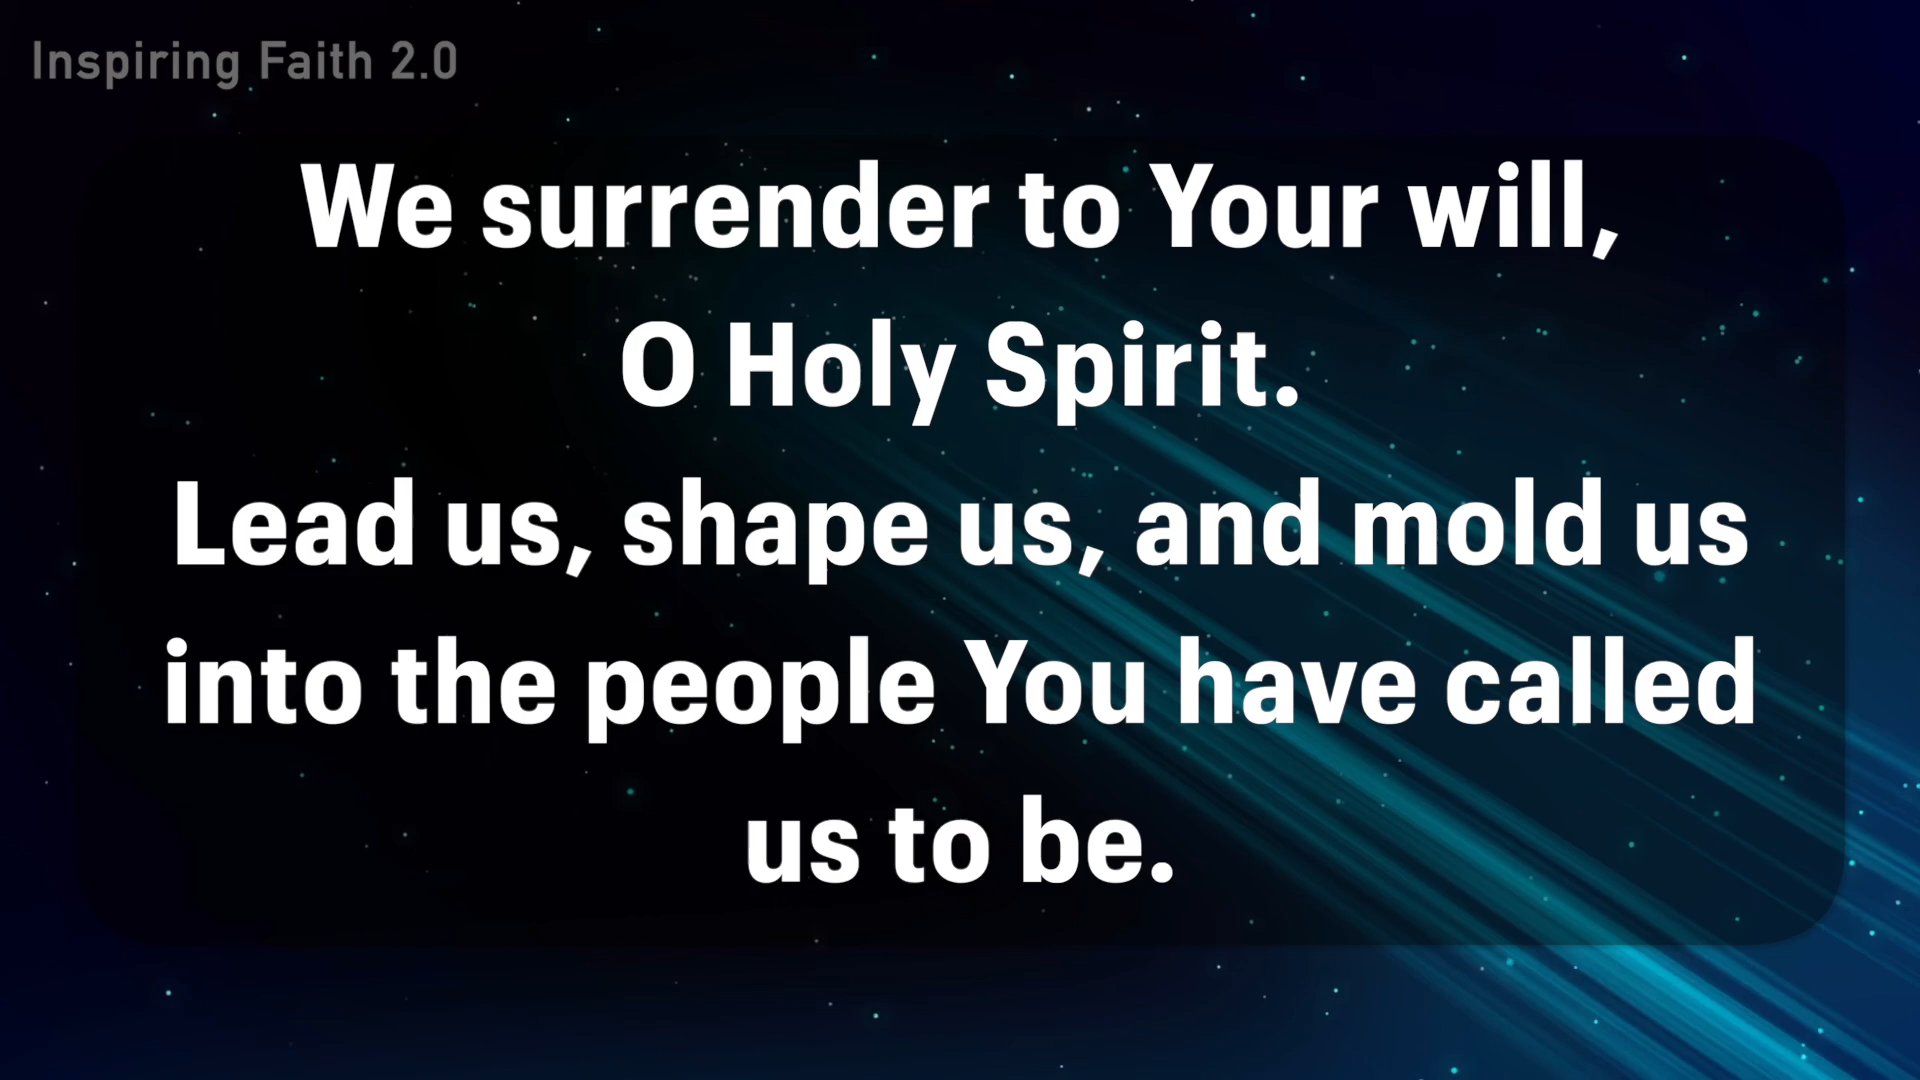 Inspiring Faith 2.0
We surrender to Your will,
O Holy Spirit.
Lead us, shape us, and mold us
into the people You have called
us to be.